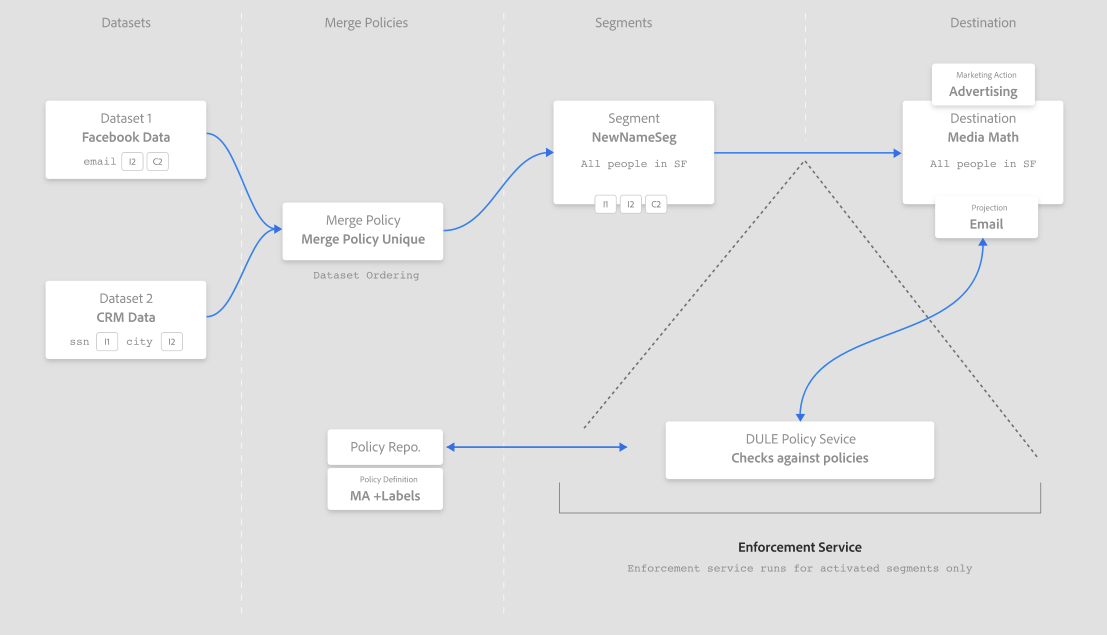 Datasets
Merge Policies
Segments
Destination
Dataset 1
Facebook Data
email I2 C2
Dataset 2
CRM Data
ssn I1 city I2
Merge Policy
Merge Policy Unique
Dataset Ordering
Segment
NewNameSeg
All people in SF
I1 I2 C2
Marketing Action
Advertising
Destination
Media Math
All people in SF
Projection
Email
Policy Repo.
Policy Definition
MA +Labels
DULE Policy Sevice
Checks against policies
Enforcement Service
Enforcement service runs for activated segments only